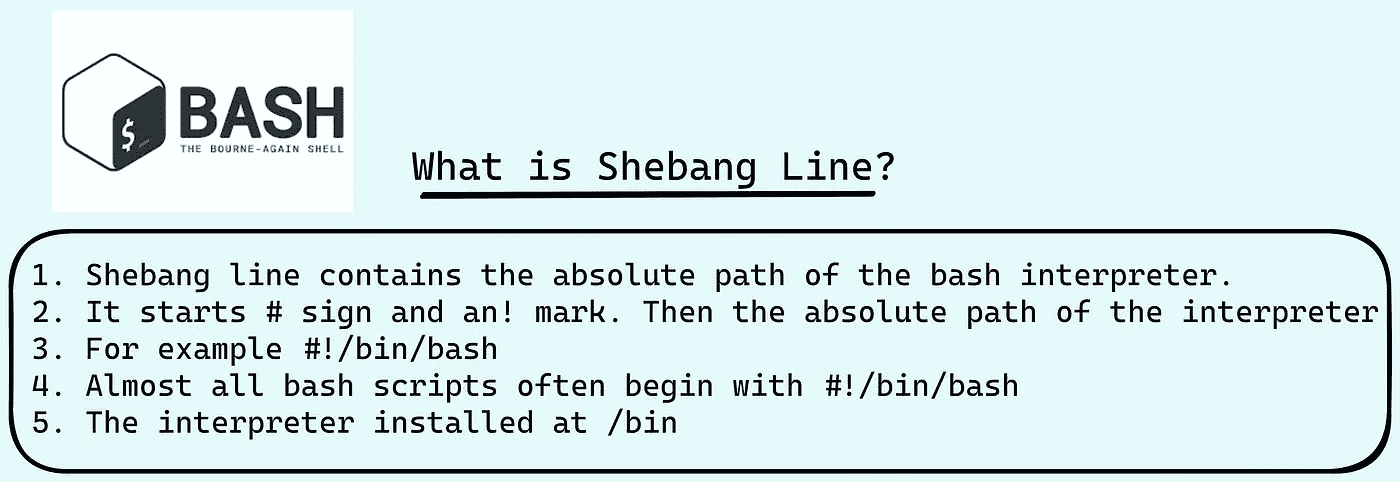 $_
BASH
THE BOURNE-AGAIN SHELL
What is Shebang Line?
1. Shebang line contains the absolute path of the bash interpreter.
2. It starts # sign and an! mark. Then the absolute path of the interpreter
3. For example #!/bin/bash
4. Almost all bash scripts often begin with #!/bin/bash
5. The interpreter installed at /bin